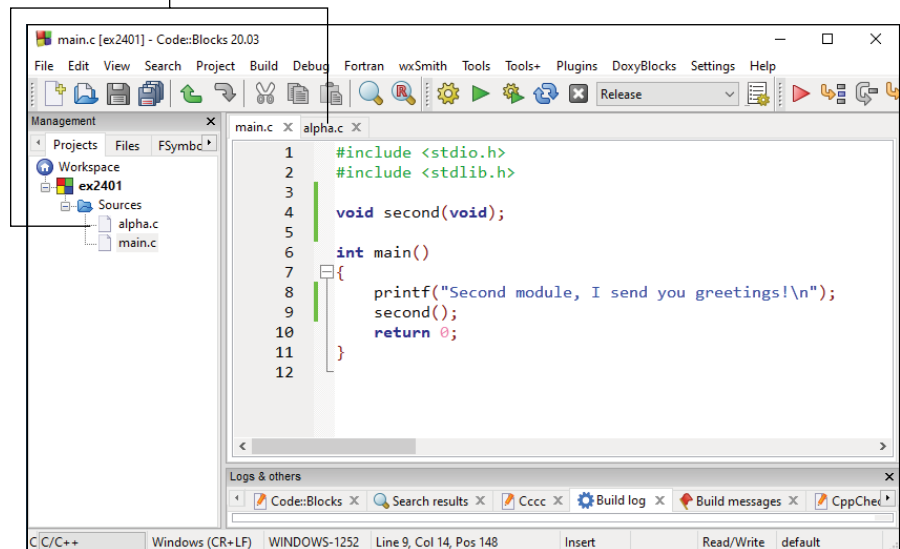 main.c [ex2401] - Code::Blocks 20.03
File Edit View Search Project Build Debug Fortran wxSmith Tools Tools+ Plugins DoxyBlocks Settings Help
Release
Management
Projects Files FSymbc
Workspace
ex2401
Sources
alpha.c
main.c
main.c alpha.c
1 #include <stdio.h>
2 #include <stdlib.h>
3
4 void second(void);
5
6 int main()
7 {
8 printf("Second module, I send you greetings!\n");
9 second();
10 return 0;
11 }
12
Logs & others
Code::Blocks Search results Cccc Build log Build messages CppChec
C C/C++ Windows (CR+LF) WINDOWS-1252 Line 9, Col 14, Pos 148 Insert Read/Write default